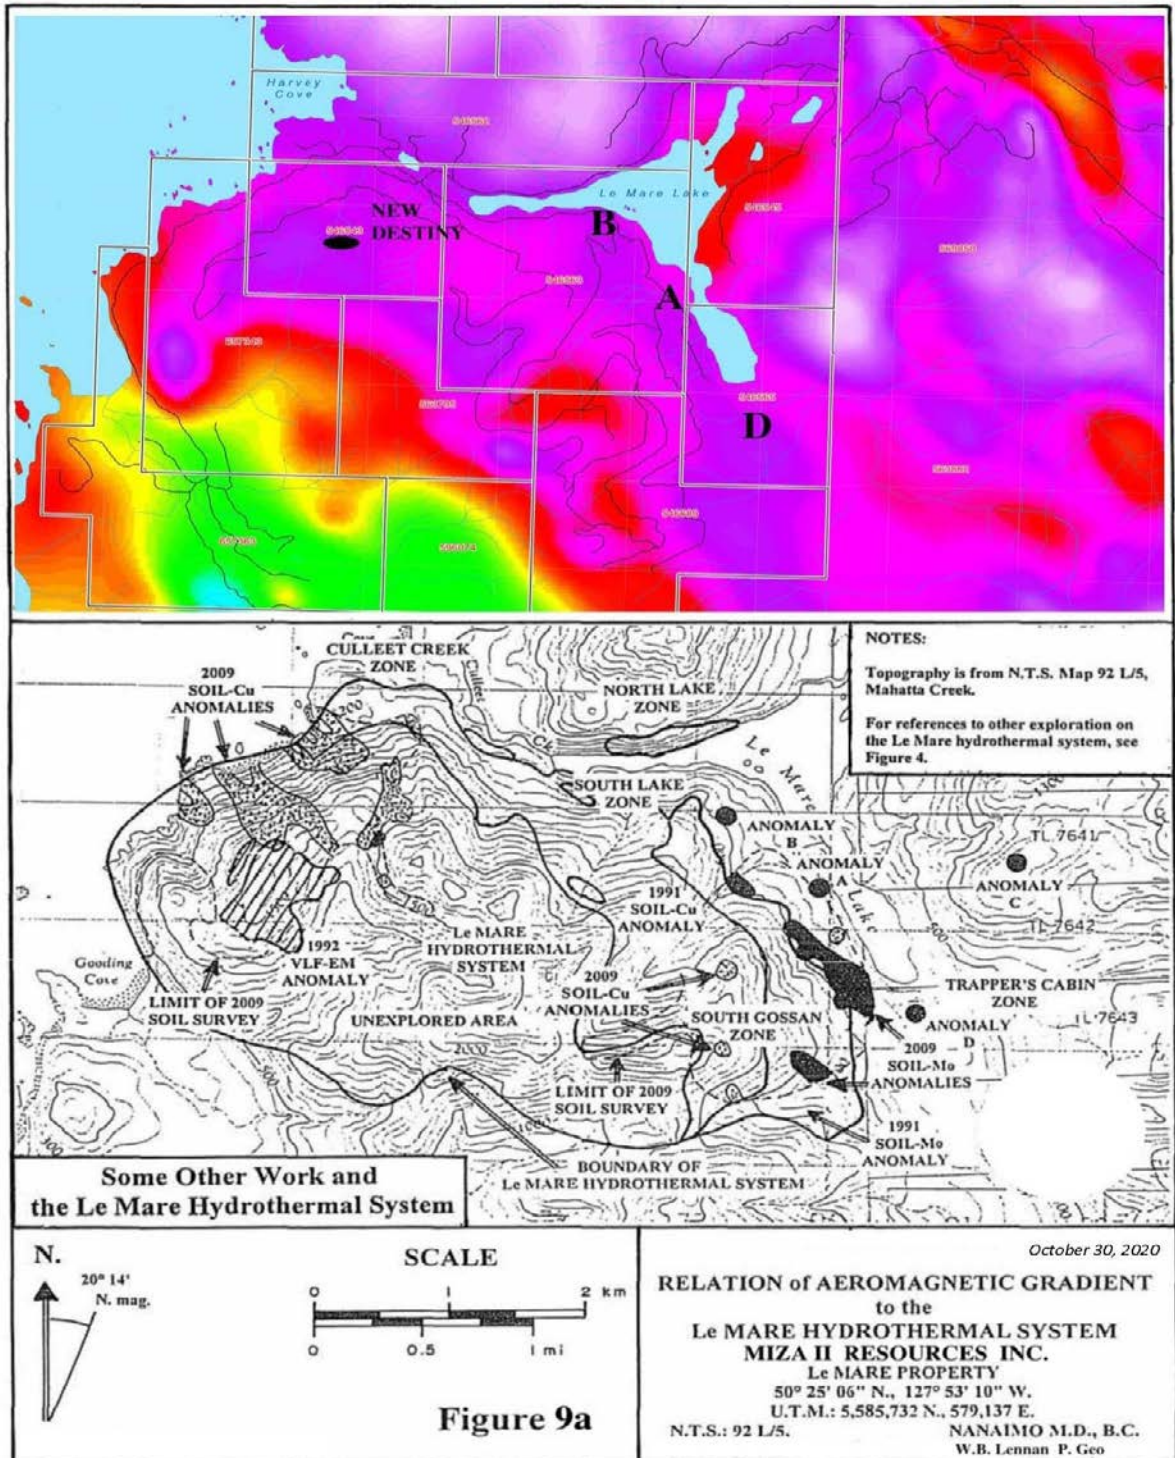 Harvey
Cove
546561
Le Mare Lake
NEW
DESTINY
B
546545
546563
A
D
NOTES:
Topography is from N.T.S. Map 92 L/5,
Mahatta Creek.
For references to other exploration on
the Le Mare hydrothermal system, see
Figure 4.
CULLEET CREEK
ZONE
2009
SOIL-Cu
ANOMALIES
NORTH LAKE
ZONE
Le Mare
SOUTH LAKE
ZONE
ANOMALY
B
ANOMALY
A
Lake
ANOMALY
C
TL 7641
TL 7642
1991
SOIL-Cu
ANOMALY
Le MARE
HYDROTHERMAL
SYSTEM
1992
VLF-EM
ANOMALY
Gooding
Cove
LIMIT OF 2009
SOIL SURVEY
2009
SOIL-Cu
ANOMALIES
UNEXPLORED AREA
SOUTH GOSSAN
ZONE
TRAPPER'S CABIN
ZONE
TL 7643
ANOMALY
D
2009
SOIL-Mo
ANOMALIES
LIMIT OF 2009
SOIL SURVEY
1991
SOIL-Mo
ANOMALY
BOUNDARY OF
Le MARE HYDROTHERMAL SYSTEM
Some Other Work and
the Le Mare Hydrothermal System
N.
20° 14'
N. mag.
SCALE
0 1 2 km
0 0.5 1 mi
Figure 9a
October 30, 2020
RELATION of AEROMAGNETIC GRADIENT
to the
Le MARE HYDROTHERMAL SYSTEM
MIZA II RESOURCES INC.
Le MARE PROPERTY
50° 25' 06" N., 127° 53' 10" W.
U.T.M.: 5,585,732 N., 579,137 E.
N.T.S.: 92 L/5. NANAIMO M.D., B.C.
W.B. Lennan P. Geo